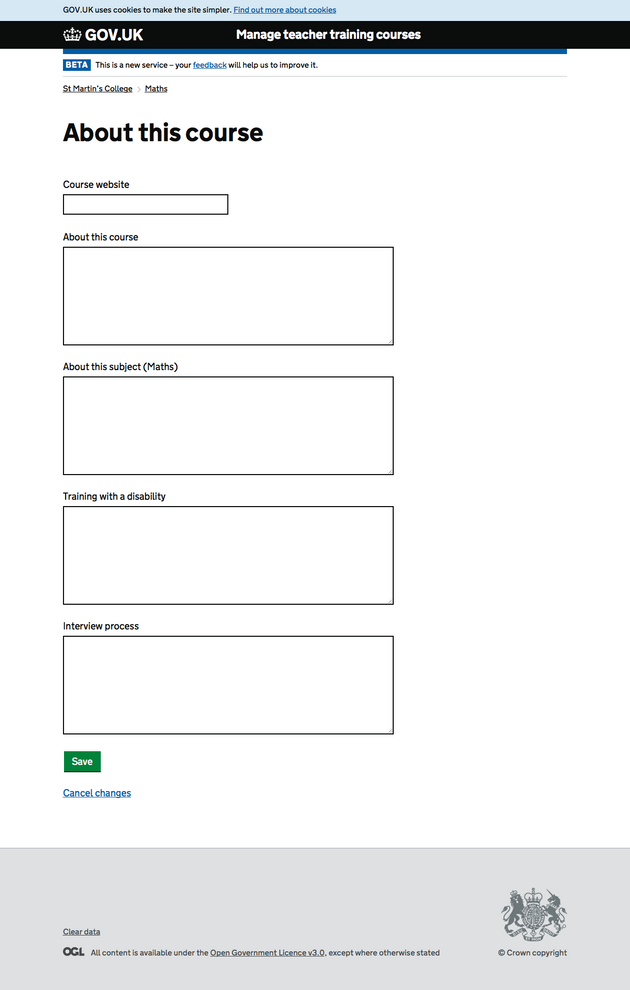 GOV.UK uses cookies to make the site simpler. Find out more about cookies
GOV.UK Manage teacher training courses
BETA This is a new service – your feedback will help us to improve it.
St Martin's College > Maths
About this course
Course website
About this course
About this subject (Maths)
Training with a disability
Interview process
Save
Cancel changes
Clear data
OGL All content is available under the Open Government Licence v3.0, except where otherwise stated
© Crown copyright